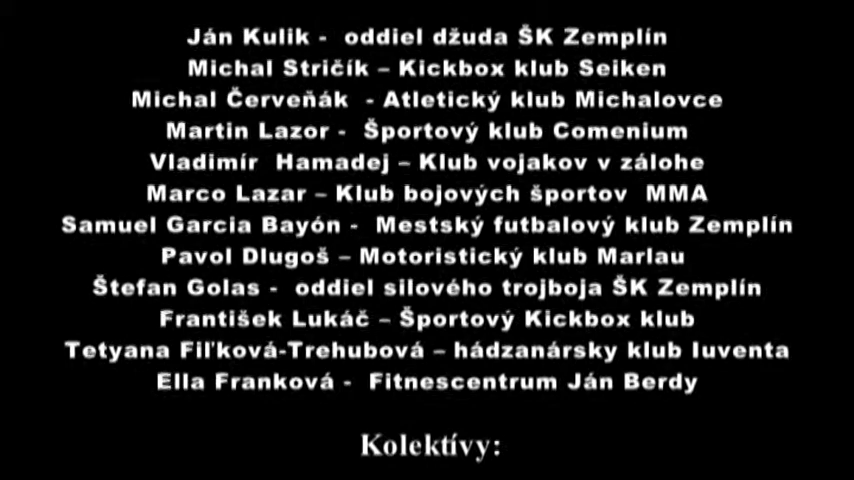 Ján Kulik -  oddiel džuda ŠK Zemplín
Michal Stričík – Kickbox klub Seiken
Michal Červeňák  - Atletický klub Michalovce
Martin Lazor -  Športový klub Comenium
Vladimír  Hamadej – Klub vojakov v zálohe
Marco Lazar – Klub bojových športov  MMA
Samuel Garcia Bayón -  Mestský futbalový klub Zemplín
Pavol Dlugoš – Motoristický klub Marlau
Štefan Golas -  oddiel silového trojboja ŠK Zemplín
František Lukáč – Športový Kickbox klub
Tetyana Fiľková-Trehubová – hádzanársky klub Iuventa
Ella Franková -  Fitnescentrum Ján Berdy
Kolektívy: